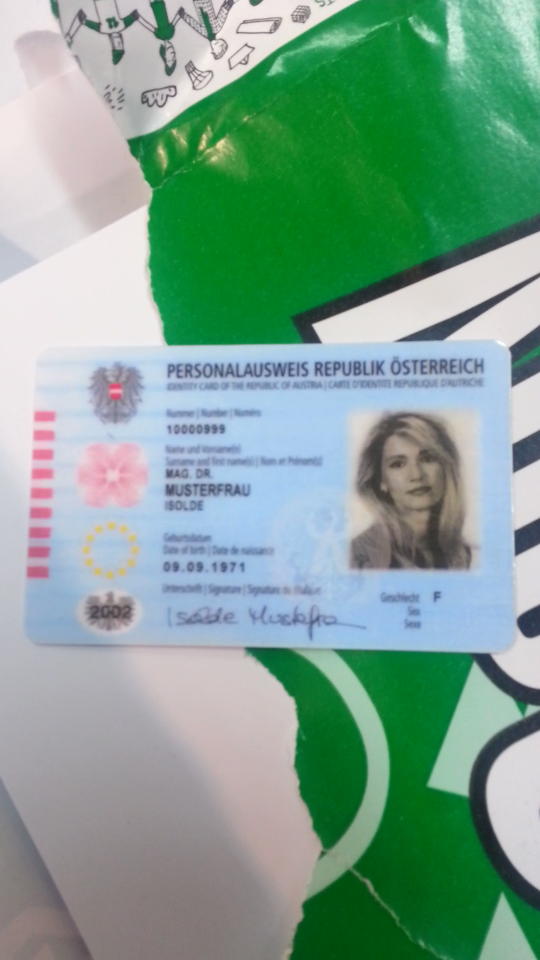 PERSONALAUSWEIS REPUBLIK ÖSTERREICH
IDENTITY CARD OF THE REPUBLIC OF AUSTRIA | CARTE D'IDENTITE REPUBLIQUE D'AUTRICHE
Nummer | Number | Numéro
10000999
Name und Vorname(n)
Surname and first name(s) | Nom et Prénom(s)
MAG. DR.
MUSTERFRAU
ISOLDE
Geburtsdatum
Date of birth | Date de naissance
09.09.1971
Unterschrift | Signature | Signature du titulaire
Isolde Musterfrau
Geschlecht F
Sex
Sexe
2002